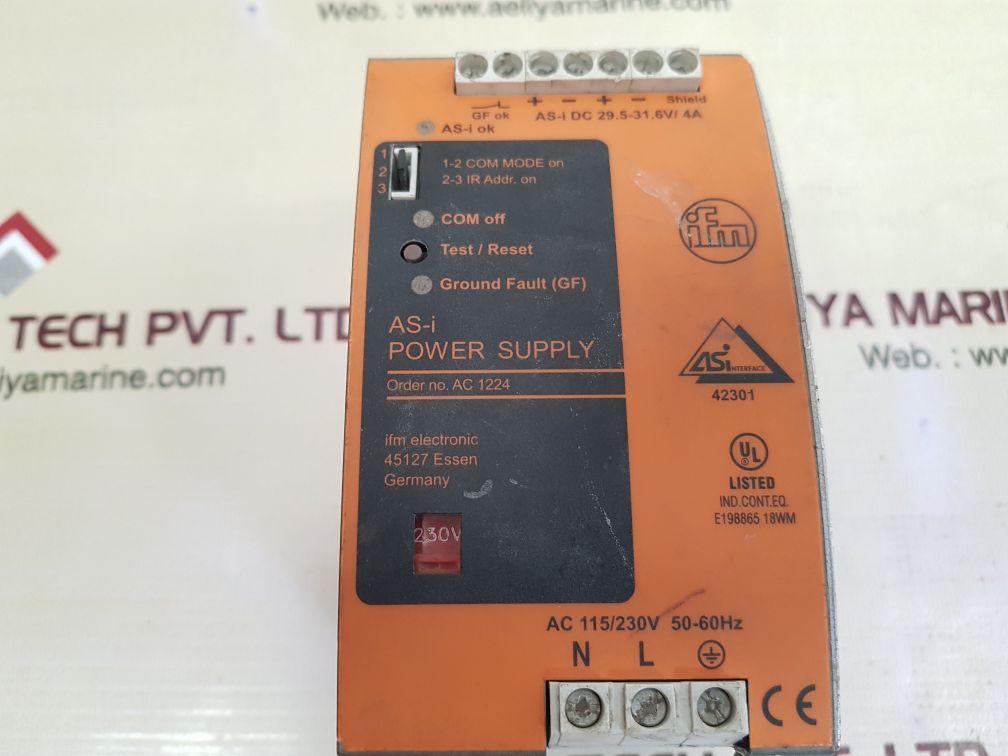 Web. : www.aeliyamarine.com
+ − + − Shield
GF ok AS-i DC 29.5-31.6V/ 4A
AS-i ok
1
2
3
1-2 COM MODE on
2-3 IR Addr. on
COM off
Test / Reset
Ground Fault (GF)
ifm
AS-i
POWER SUPPLY
Order no. AC 1224
ASi INTERFACE
42301
ifm electronic
45127 Essen
Germany
UL
LISTED
IND.CONT.EQ.
E198865 18WM
230V
AC 115/230V 50-60Hz
N L
CE
TECH PVT. LTD
YA MARI
Web. : ww
liyamarine.com